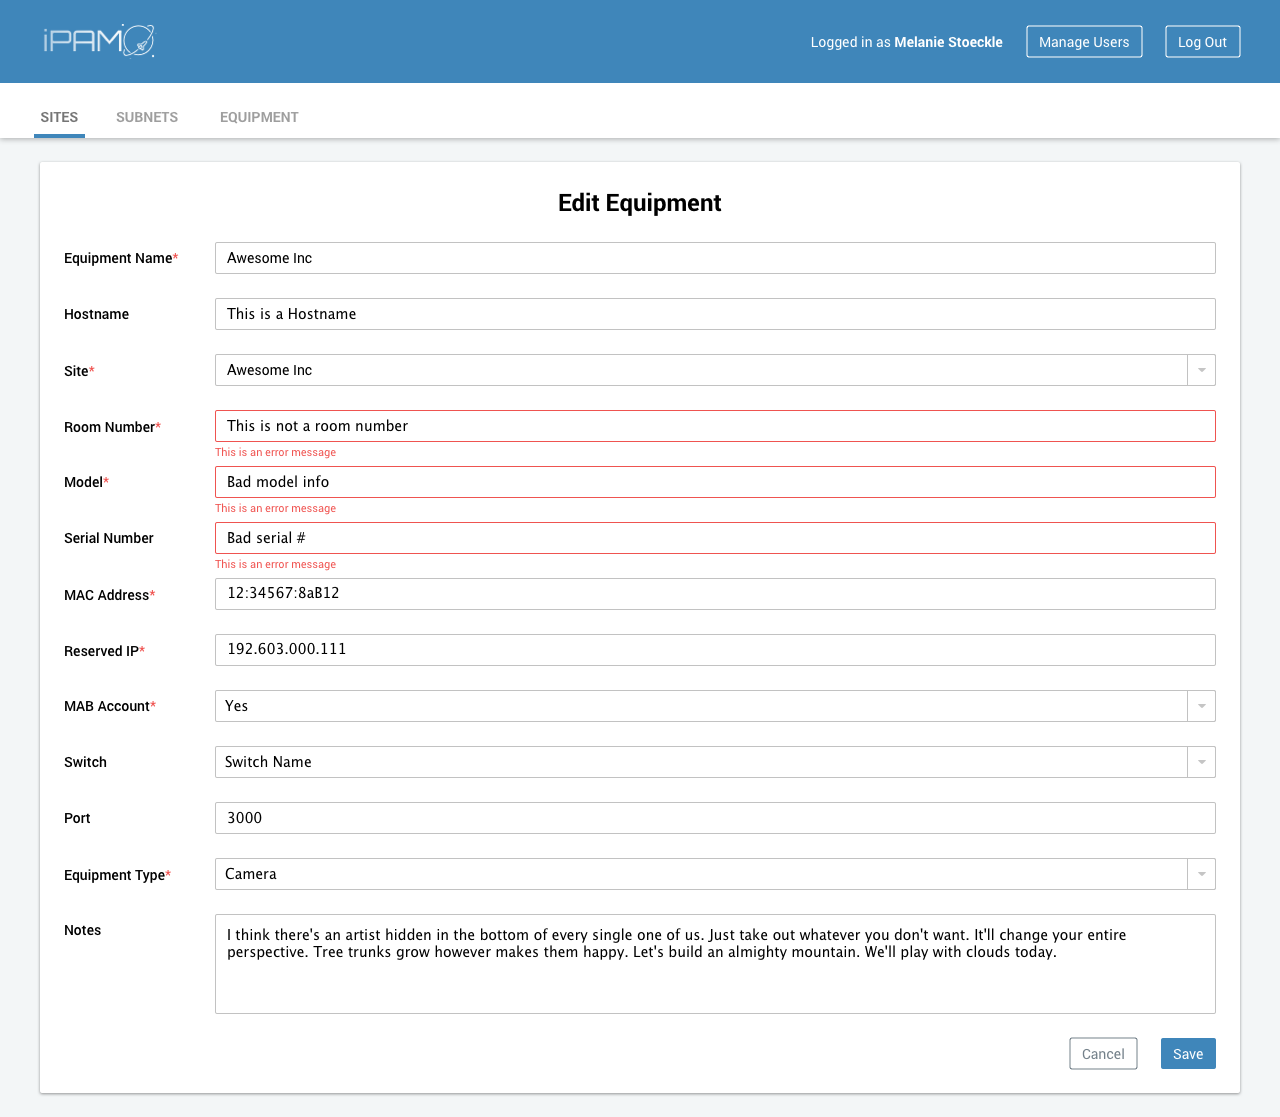 iPAM
Logged in as Melanie Stoeckle
Manage Users
Log Out
SITES
SUBNETS
EQUIPMENT
Edit Equipment
Equipment Name*
Awesome Inc
Hostname
This is a Hostname
Site*
Awesome Inc
Room Number*
This is not a room number
This is an error message
Model*
Bad model info
This is an error message
Serial Number
Bad serial #
This is an error message
MAC Address*
12:34567:8aB12
Reserved IP*
192.603.000.111
MAB Account*
Yes
Switch
Switch Name
Port
3000
Equipment Type*
Camera
Notes
I think there's an artist hidden in the bottom of every single one of us. Just take out whatever you don't want. It'll change your entire
perspective. Tree trunks grow however makes them happy. Let's build an almighty mountain. We'll play with clouds today.
Cancel
Save